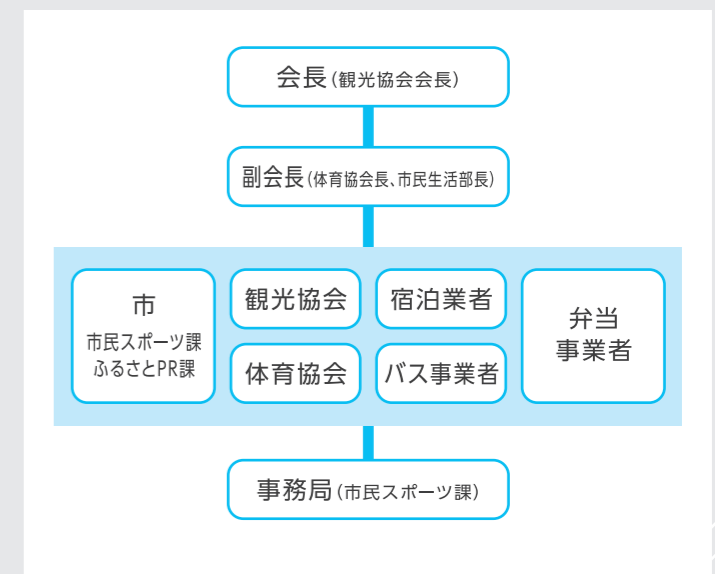 会長(観光協会会長)
副会長(体育協会長、市民生活部長)
市
市民スポーツ課
ふるさとPR課
観光協会
体育協会
宿泊業者
バス事業者
弁当
事業者
事務局(市民スポーツ課)